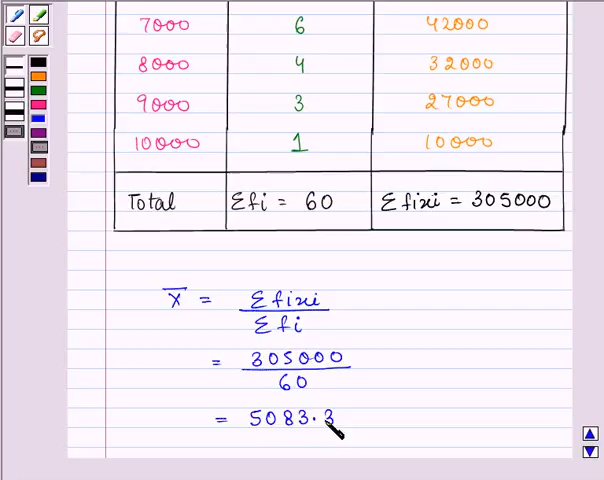 7000 6 42000
8000 4 32000
9000 3 27000
10000 1 10000
Total Σfi = 60 Σfixi = 305000
x̄ = Σfixi / Σfi
= 305000 / 60
= 5083.3